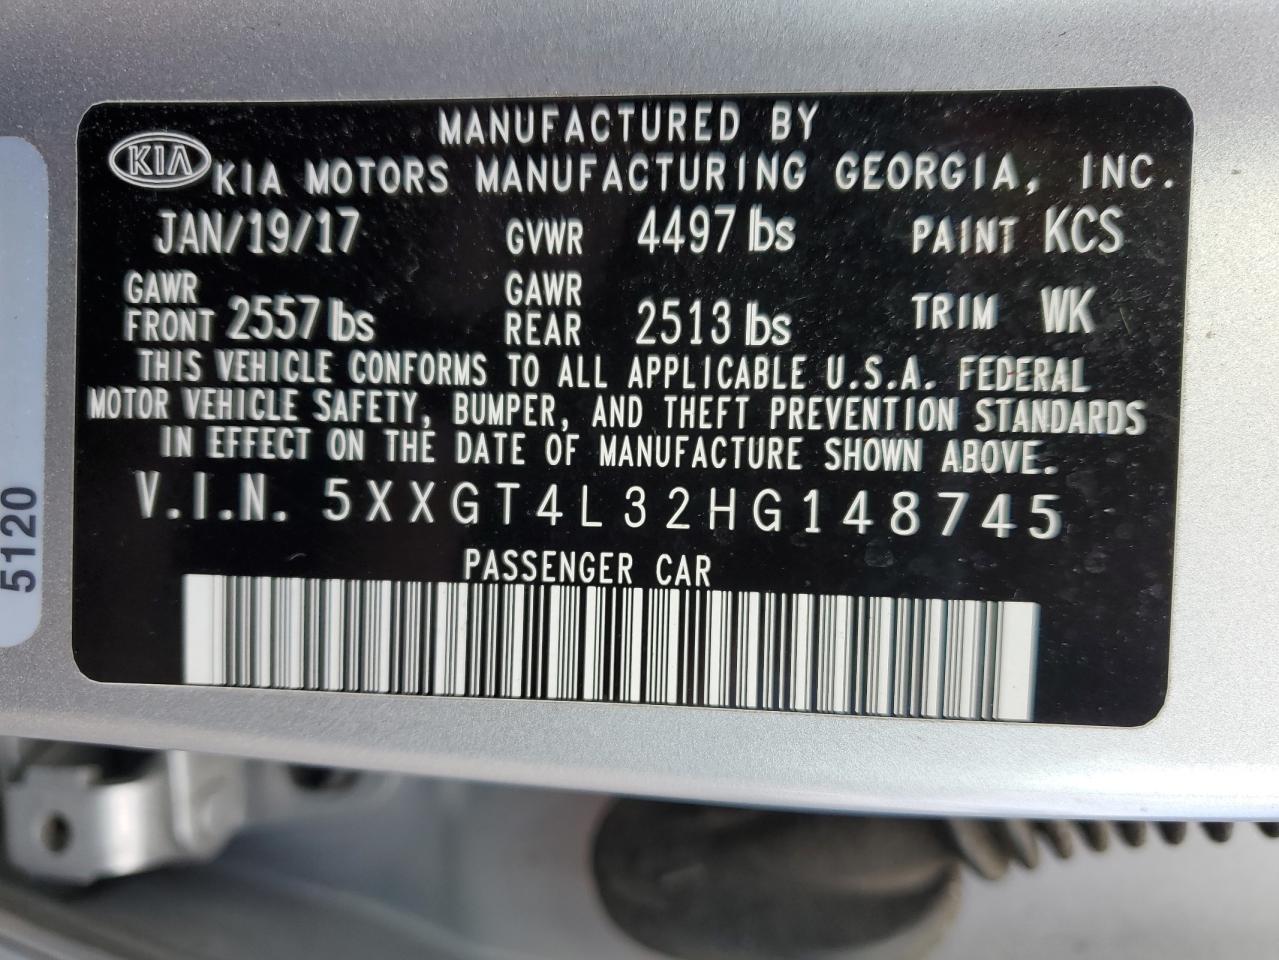 MANUFACTURED BY
KIA KIA MOTORS MANUFACTURING GEORGIA, INC.
JAN/19/17 GVWR 4497 lbs PAINT KCS
GAWR FRONT 2557 lbs GAWR REAR 2513 lbs TRIM WK
THIS VEHICLE CONFORMS TO ALL APPLICABLE U.S.A. FEDERAL
MOTOR VEHICLE SAFETY, BUMPER, AND THEFT PREVENTION STANDARDS
IN EFFECT ON THE DATE OF MANUFACTURE SHOWN ABOVE.
V.I.N. 5XXGT4L32HG148745
PASSENGER CAR
5120